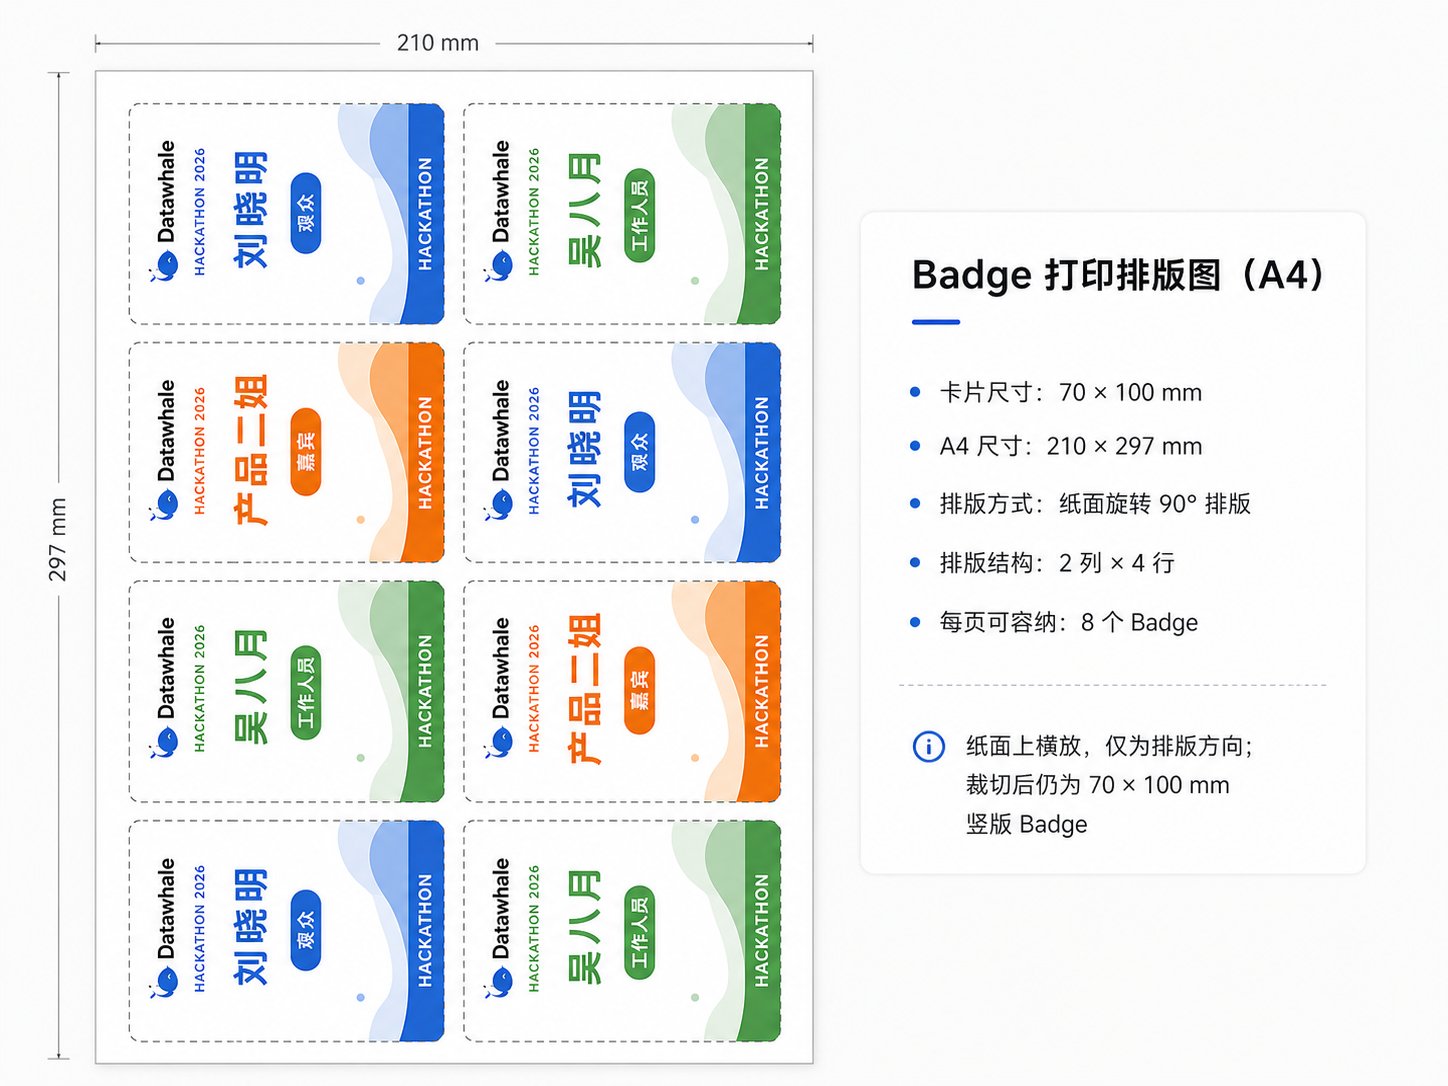 210 mm
297 mm
Datawhale
HACKATHON 2026
刘晓明
观众
HACKATHON
Datawhale
HACKATHON 2026
吴八月
工作人员
HACKATHON
Datawhale
HACKATHON 2026
产品二姐
嘉宾
HACKATHON
Datawhale
HACKATHON 2026
刘晓明
观众
HACKATHON
Datawhale
HACKATHON 2026
吴八月
工作人员
HACKATHON
Datawhale
HACKATHON 2026
产品二姐
嘉宾
HACKATHON
Datawhale
HACKATHON 2026
刘晓明
观众
HACKATHON
Datawhale
HACKATHON 2026
吴八月
工作人员
HACKATHON
Badge 打印排版图（A4）
卡片尺寸：70 × 100 mm
A4 尺寸：210 × 297 mm
排版方式：纸面旋转 90° 排版
排版结构：2 列 × 4 行
每页可容纳：8 个 Badge
纸面上横放，仅为排版方向；
裁切后仍为 70 × 100 mm
竖版 Badge